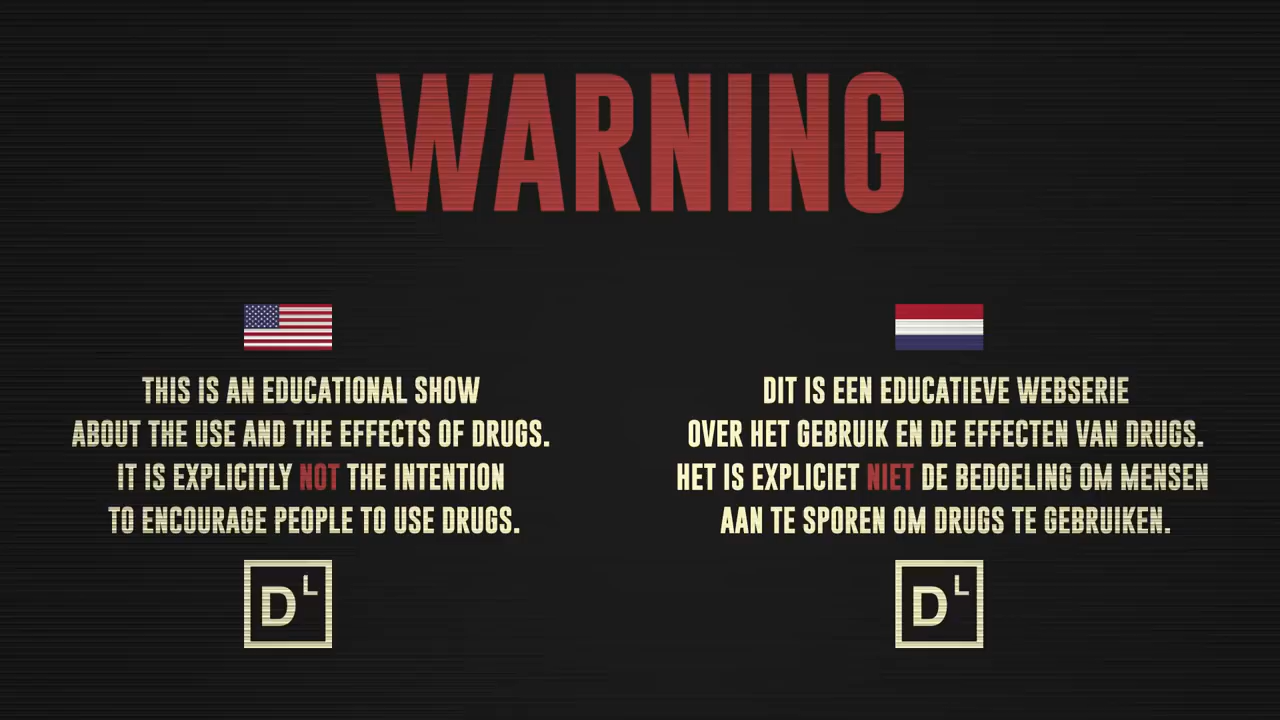 WARNING
THIS IS AN EDUCATIONAL SHOW
ABOUT THE USE AND THE EFFECTS OF DRUGS.
IT IS EXPLICITLY NOT THE INTENTION
TO ENCOURAGE PEOPLE TO USE DRUGS.
DL
DIT IS EEN EDUCATIEVE WEBSERIE
OVER HET GEBRUIK EN DE EFFECTEN VAN DRUGS.
HET IS EXPLICIET NIET DE BEDOELING OM MENSEN
AAN TE SPOREN OM DRUGS TE GEBRUIKEN.
DL